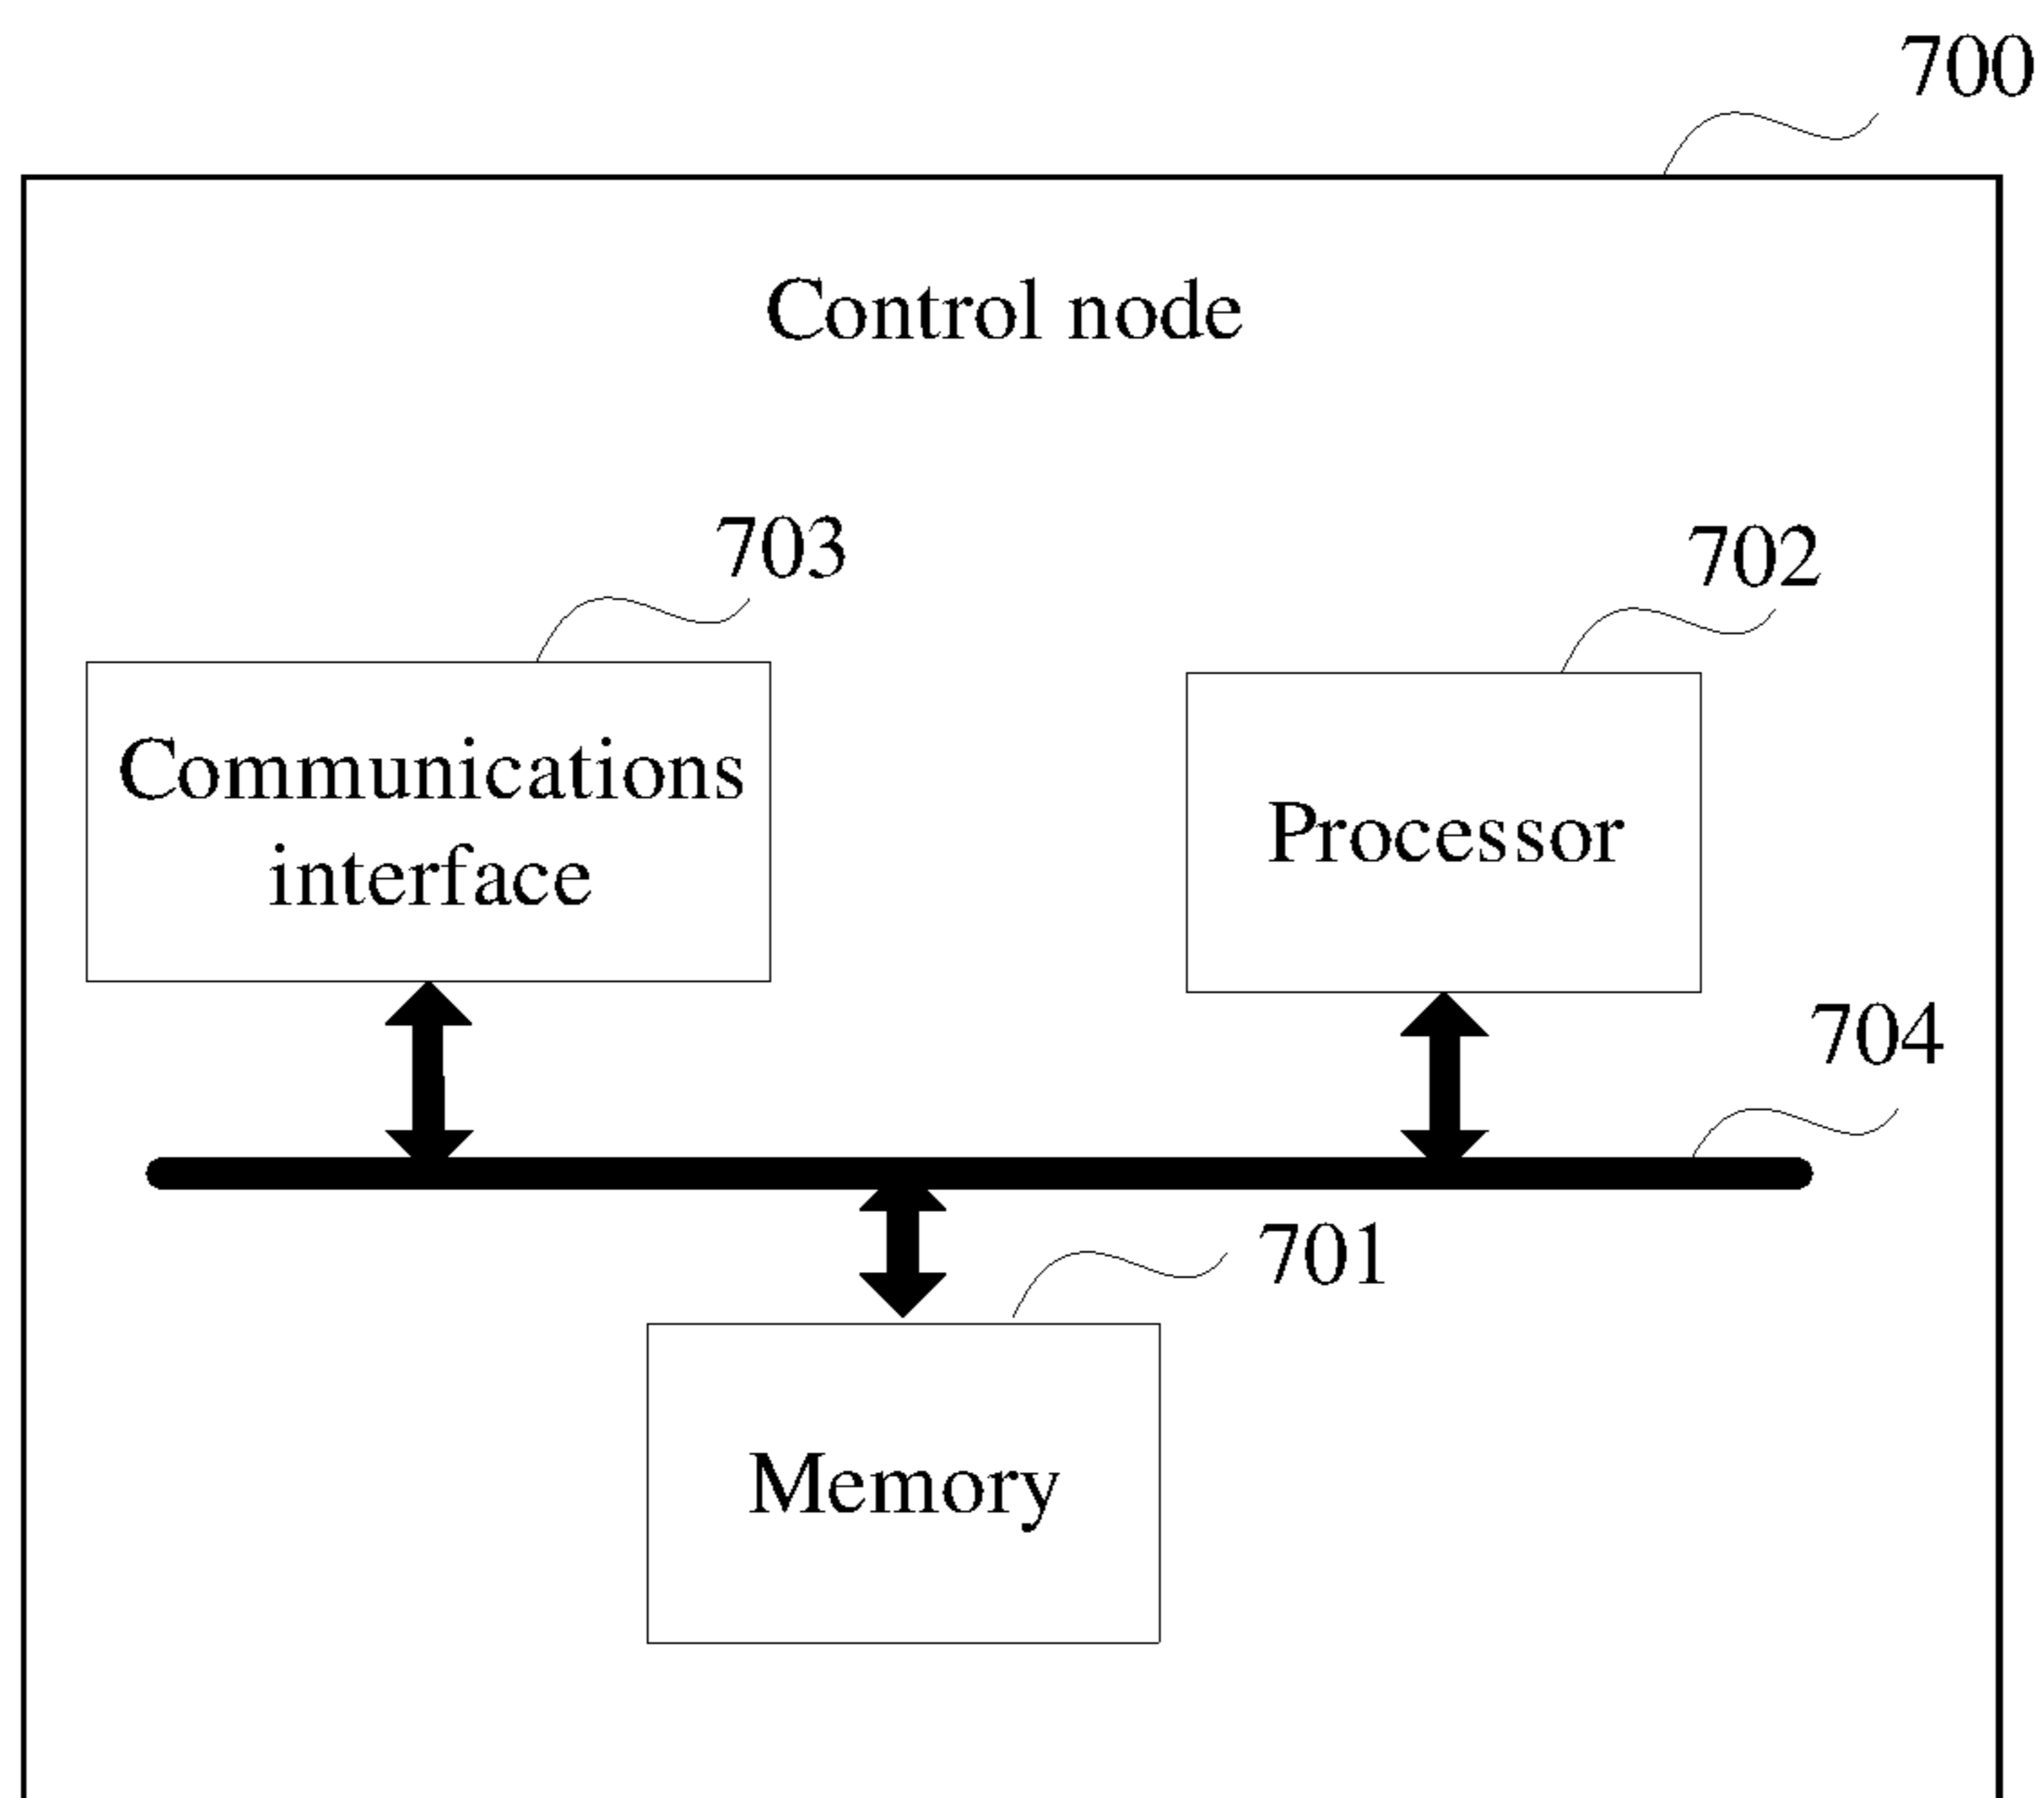 700
Control node
703
702
Communications
interface
Processor
704
701
Memory